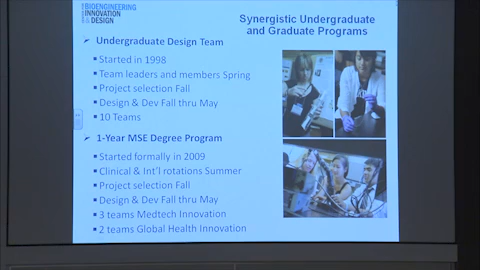 BIOENGINEERING
INNOVATION
&DESIGN
Synergistic Undergraduate
and Graduate Programs
Undergraduate Design Team
Started in 1998
Team leaders and members Spring
Project selection Fall
Design & Dev Fall thru May
10 Teams
1-Year MSE Degree Program
Started formally in 2009
Clinical & Int'l rotations Summer
Project selection Fall
Design & Dev Fall thru May
3 teams Medtech Innovation
2 teams Global Health Innovation